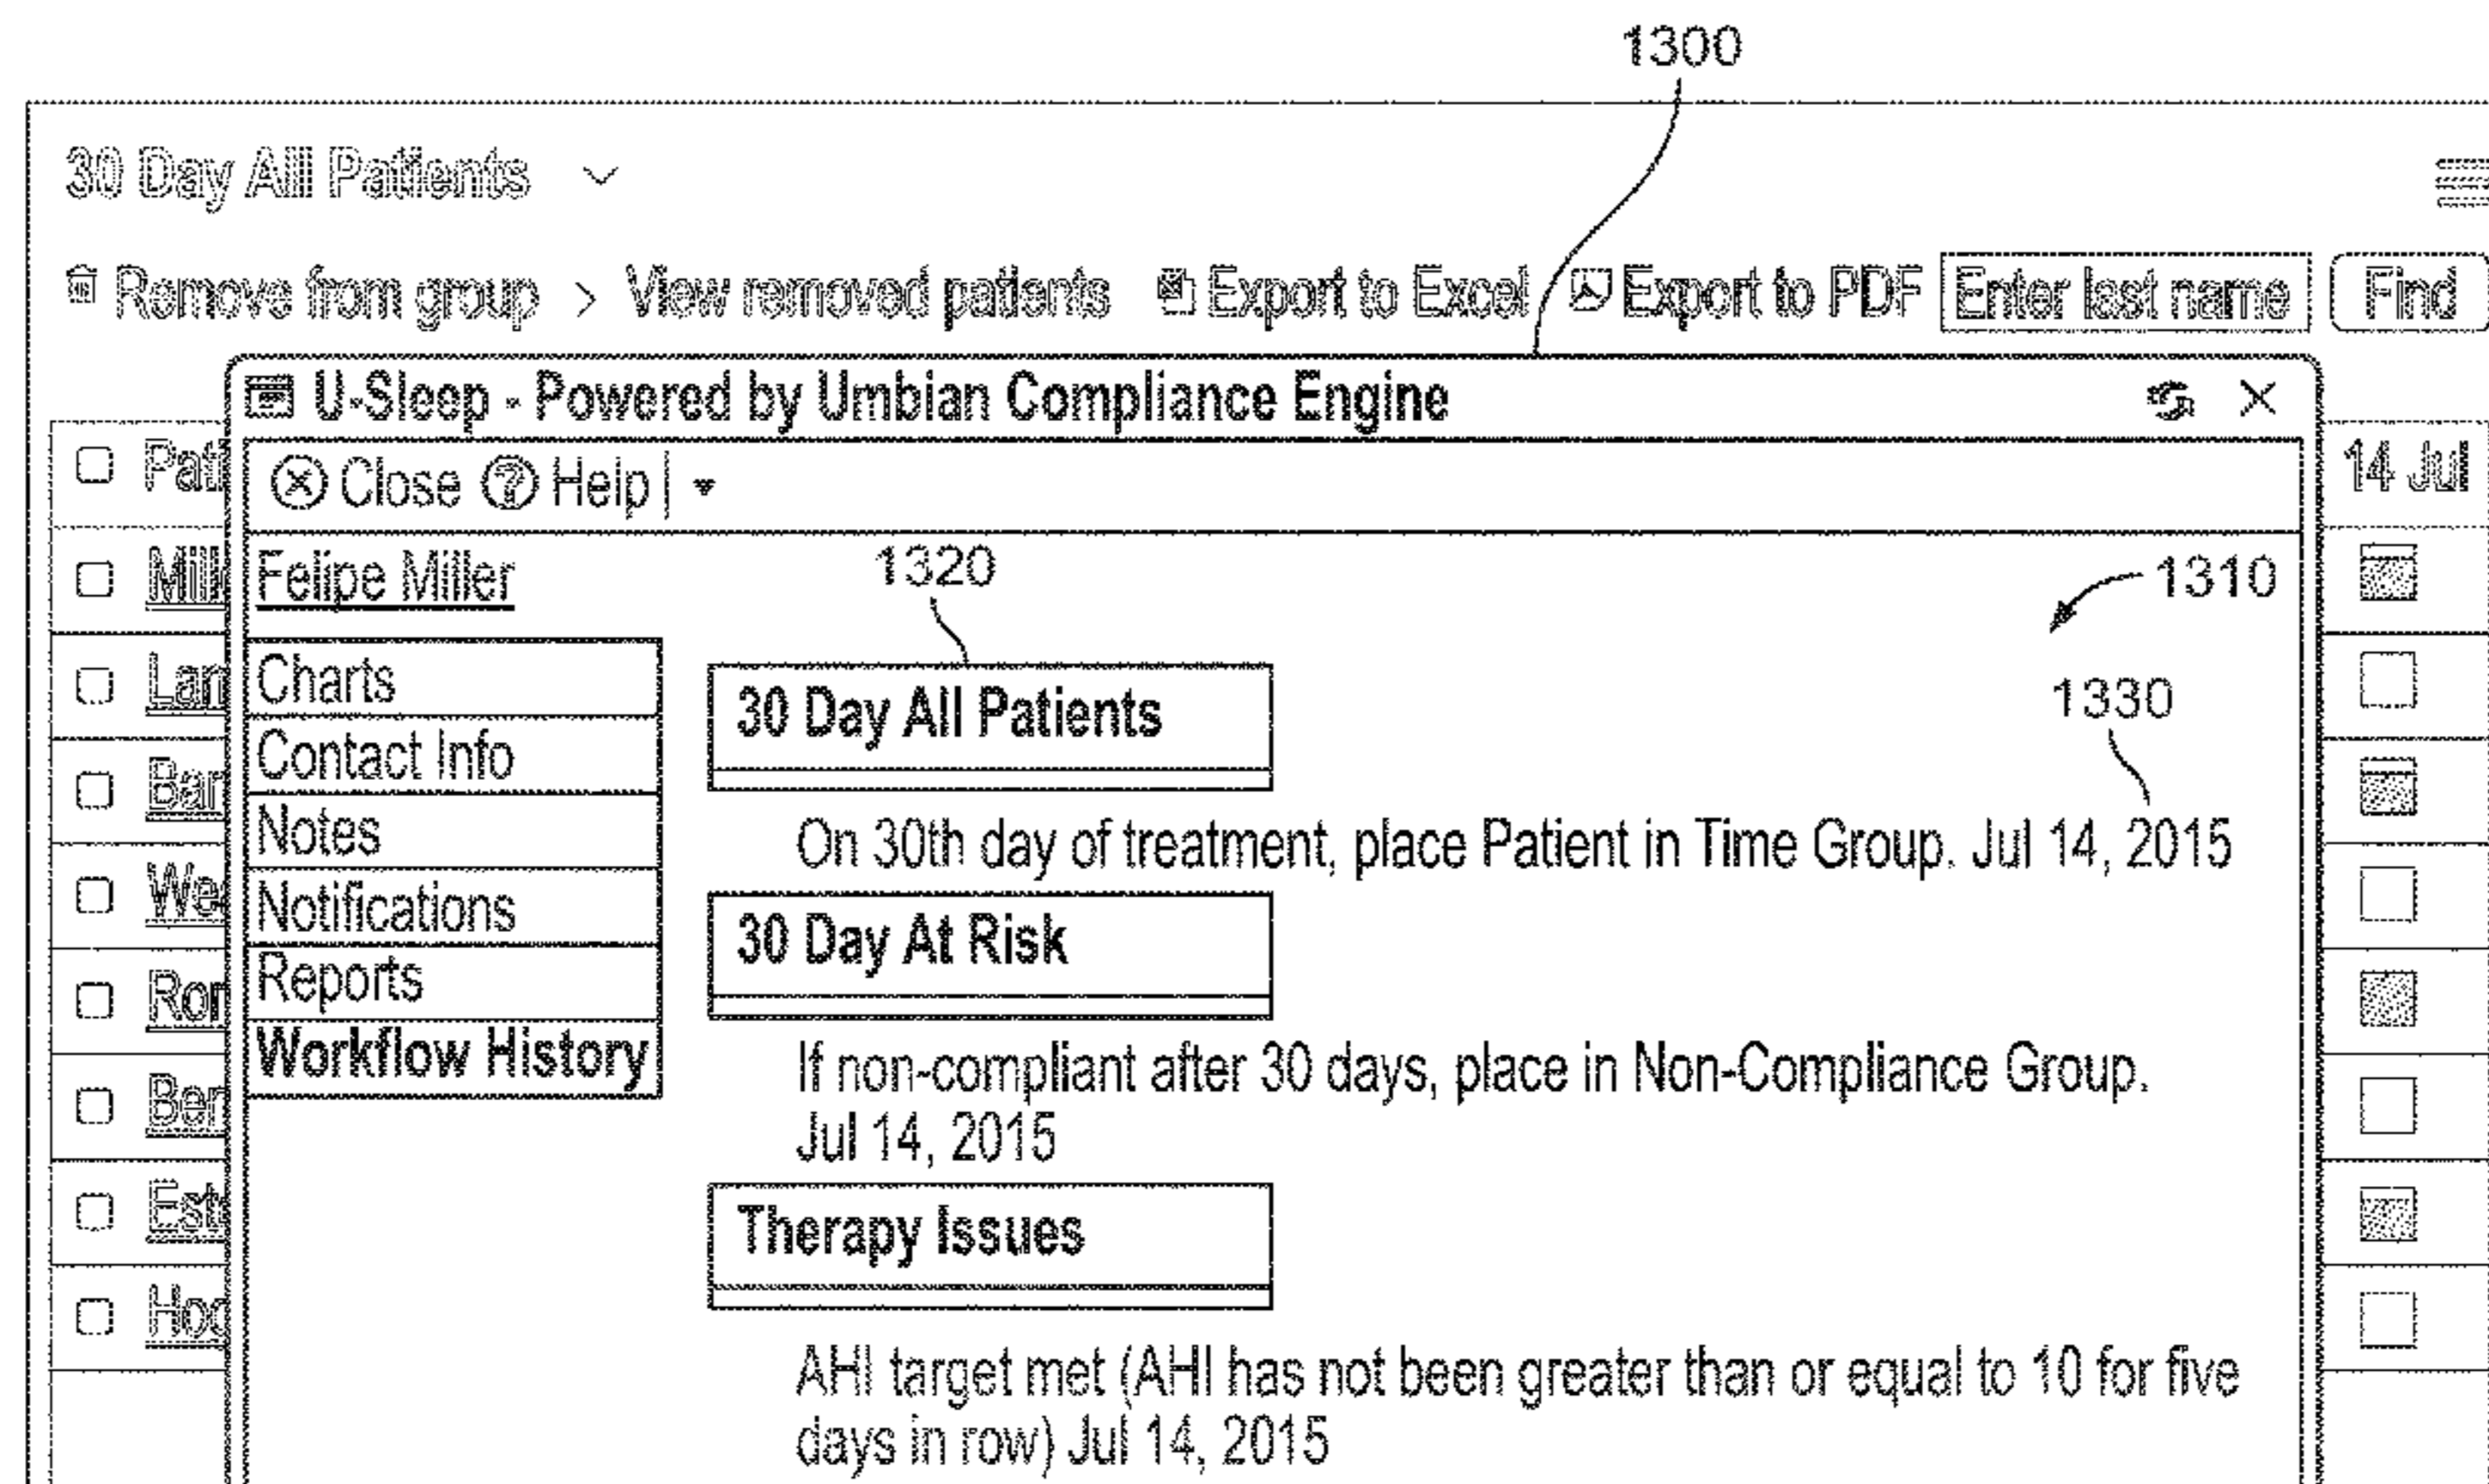 1300
30 Day All Patients
Remove from group > View removed patients Export to Excel Export to PDF Enter last name Find
U-Sleep - Powered by Umbian Compliance Engine
Close Help
14 Jul
Felipe Miller
1320
1310
Charts
30 Day All Patients
1330
Contact Info
Notes
On 30th day of treatment, place Patient in Time Group. Jul 14, 2015
Notifications
30 Day At Risk
Reports
Workflow History
If non-compliant after 30 days, place in Non-Compliance Group.
Jul 14, 2015
Therapy Issues
AHI target met (AHI has not been greater than or equal to 10 for five
days in row) Jul 14, 2015